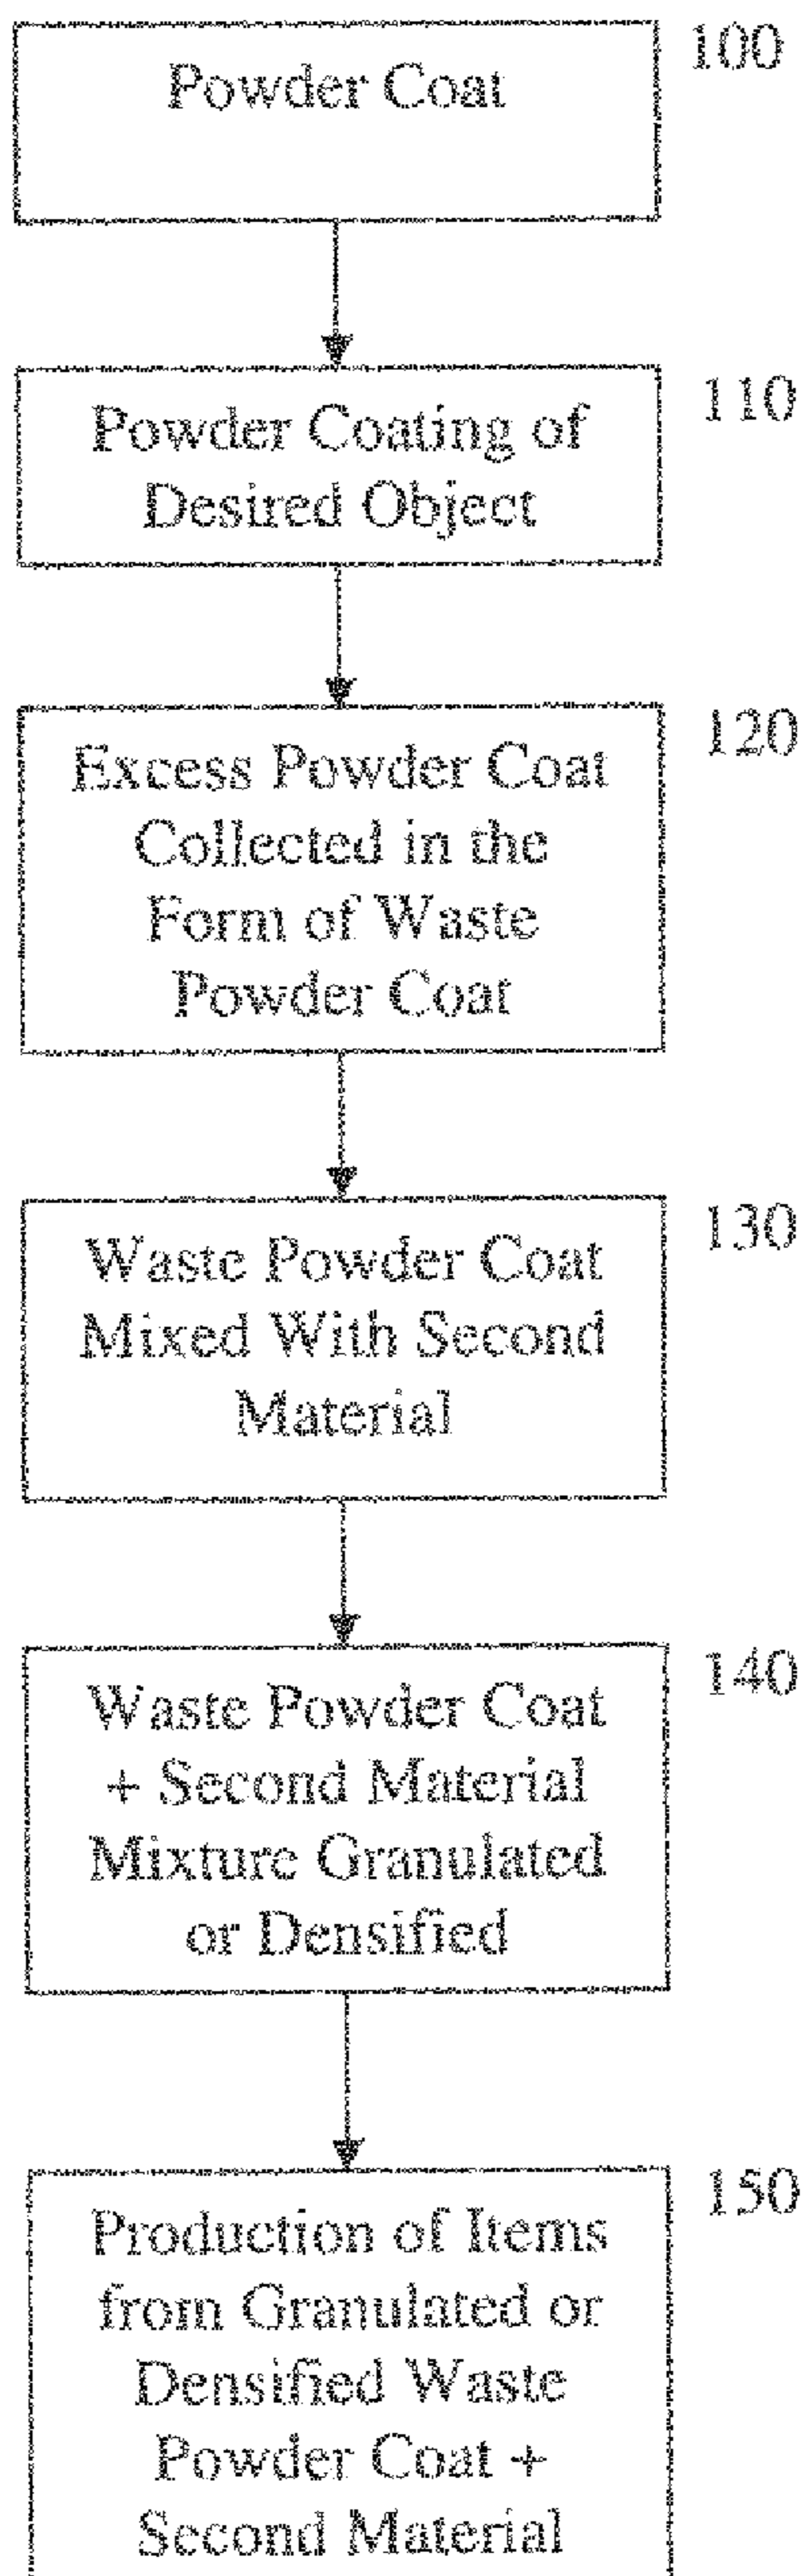 100
Powder Coat
110
Powder Coating of
Desired Object
120
Excess Powder Coat
Collected in the
Form of Waste
Powder Coat
130
Waste Powder Coat
Mixed With Second
Material
140
Waste Powder Coat
+ Second Material
Mixture Granulated
or Densified
150
Production of Items
from Granulated or
Densified Waste
Powder Coat +
Second Material